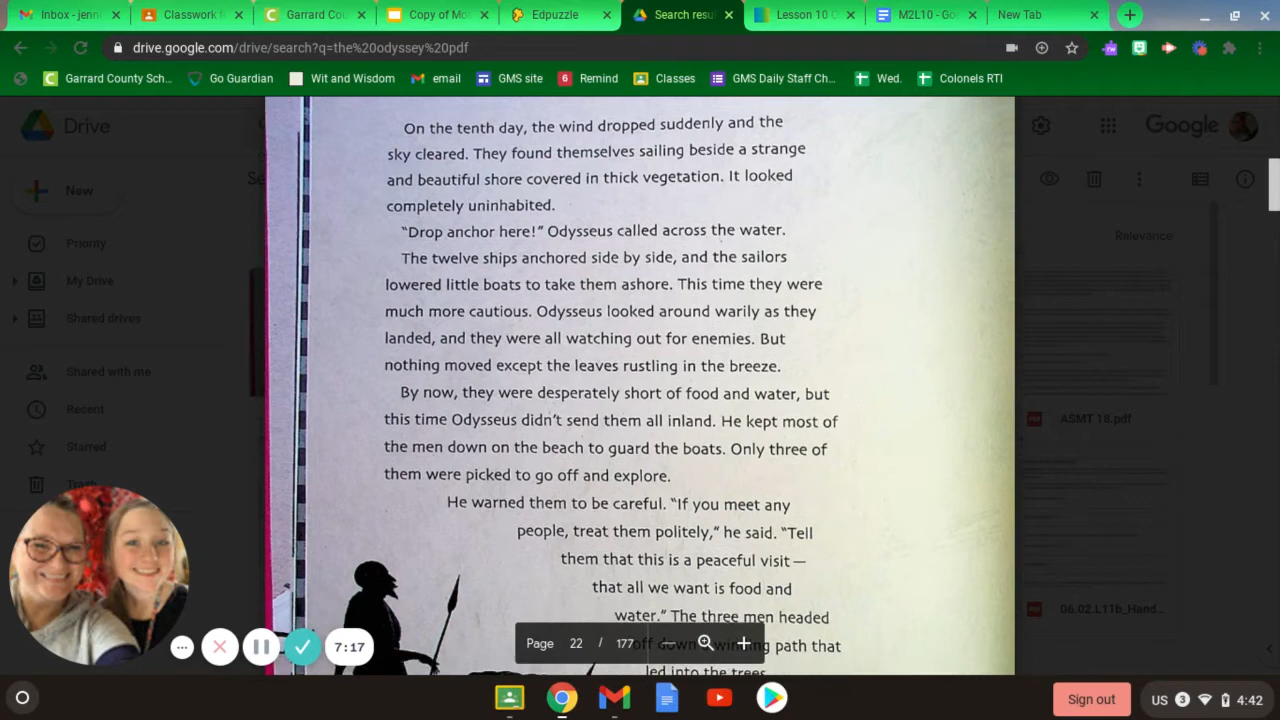 Inbox - jenn
Classwork f
Garrard Cou
Copy of Mo
Edpuzzle
Search resu
Lesson 10 C
M2L10 - Go
New Tab
drive.google.com/drive/search?q=the%20odyssey%20pdf
Garrard County Sch...
Go Guardian
Wit and Wisdom
email
GMS site
6 Remind
Classes
GMS Daily Staff Ch...
Wed.
Colonels RTI
Drive
Google
New
Relevance
Priority
My Drive
Shared drives
Shared with me
Recent
Starred
Trash
ASMT 18.pdf
06.02.L11b_Hand...
On the tenth day, the wind dropped suddenly and the
sky cleared. They found themselves sailing beside a strange
and beautiful shore covered in thick vegetation. It looked
completely uninhabited.
“Drop anchor here!” Odysseus called across the water.
The twelve ships anchored side by side, and the sailors
lowered little boats to take them ashore. This time they were
much more cautious. Odysseus looked around warily as they
landed, and they were all watching out for enemies. But
nothing moved except the leaves rustling in the breeze.
By now, they were desperately short of food and water, but
this time Odysseus didn’t send them all inland. He kept most of
the men down on the beach to guard the boats. Only three of
them were picked to go off and explore.
He warned them to be careful. “If you meet any
people, treat them politely,” he said. “Tell
them that this is a peaceful visit —
that all we want is food and
water.” The three men headed
off down a winding path that
led into the trees
Page 22 / 177
7:17
Sign out
US 3 4:42